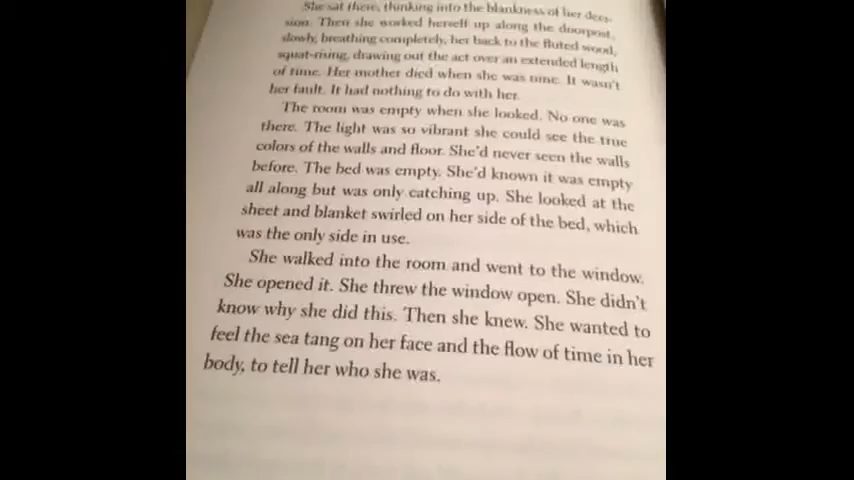 She sat there, thinking into the blankness of her deci-
sion. Then she worked herself up along the doorpost,
slowly, breathing completely, her back to the fluted wood,
squat-rising, drawing out the act over an extended length
of time. Her mother died when she was nine. It wasn't
her fault. It had nothing to do with her.
The room was empty when she looked. No one was
there. The light was so vibrant she could see the true
colors of the walls and floor. She'd never seen the walls
before. The bed was empty. She'd known it was empty
all along but was only catching up. She looked at the
sheet and blanket swirled on her side of the bed, which
was the only side in use.
She walked into the room and went to the window.
She opened it. She threw the window open. She didn't
know why she did this. Then she knew. She wanted to
feel the sea tang on her face and the flow of time in her
body, to tell her who she was.